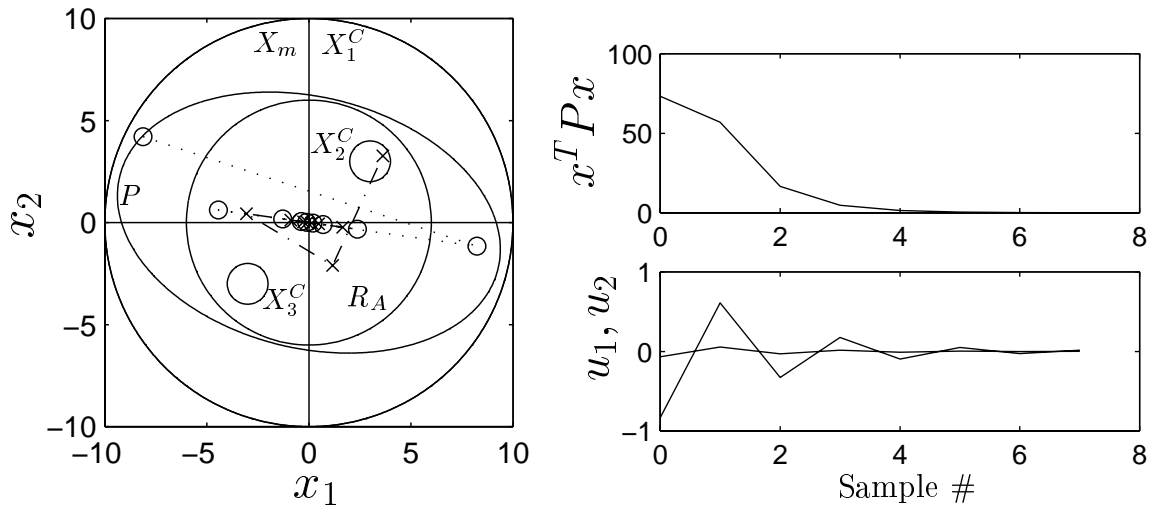 10
5
0
−5
−10
x2
X_m X_1^C
X_2^C
P
X_3^C R_A
−10 −5 0 5 10
x_1
100
50
0
x^T P x
0 2 4 6 8
1
0
−1
u_1, u_2
0 2 4 6 8
Sample #